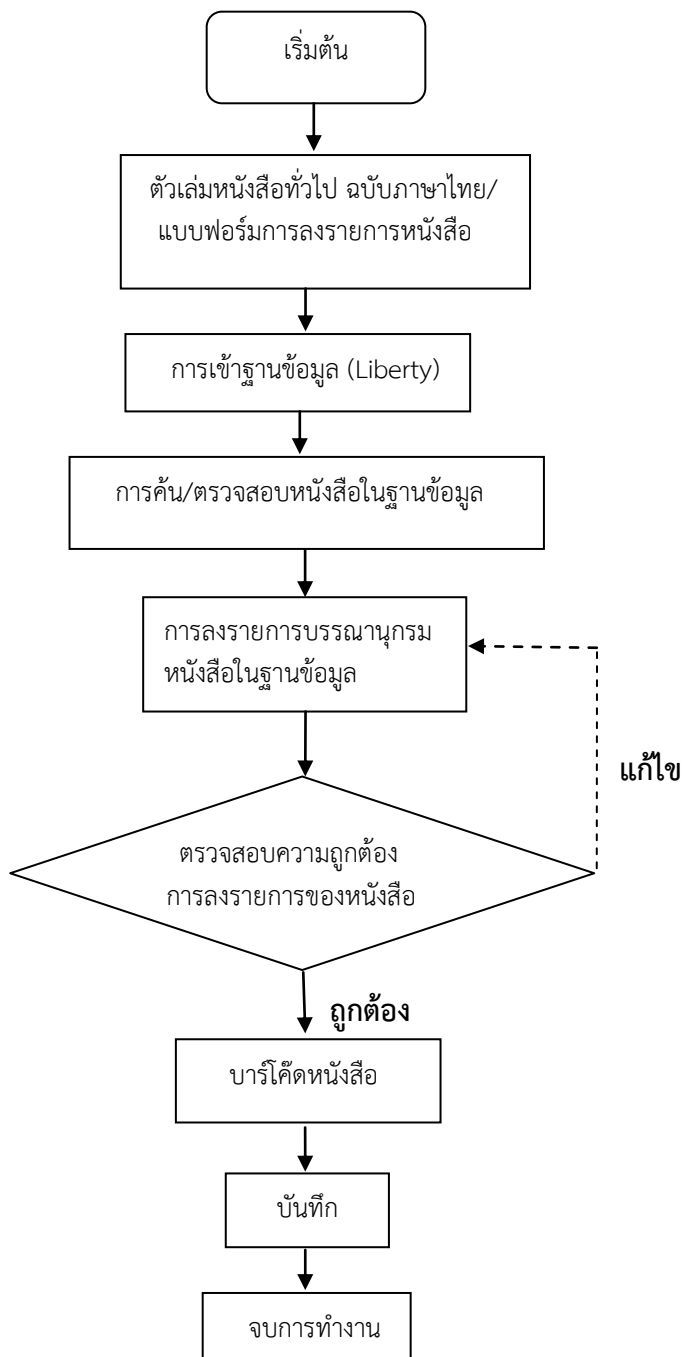 เริ่มต้น
ตัวเล่มหนังสือทั่วไป ฉบับภาษาไทย/
แบบฟอร์มการลงรายการหนังสือ
การเข้าฐานข้อมูล (Liberty)
การค้น/ตรวจสอบหนังสือในฐานข้อมูล
การลงรายการบรรณานุกรม
หนังสือในฐานข้อมูล
แก้ไข
ตรวจสอบความถูกต้อง
การลงรายการของหนังสือ
ถูกต้อง
บาร์โค๊ดหนังสือ
บันทึก
จบการทำงาน